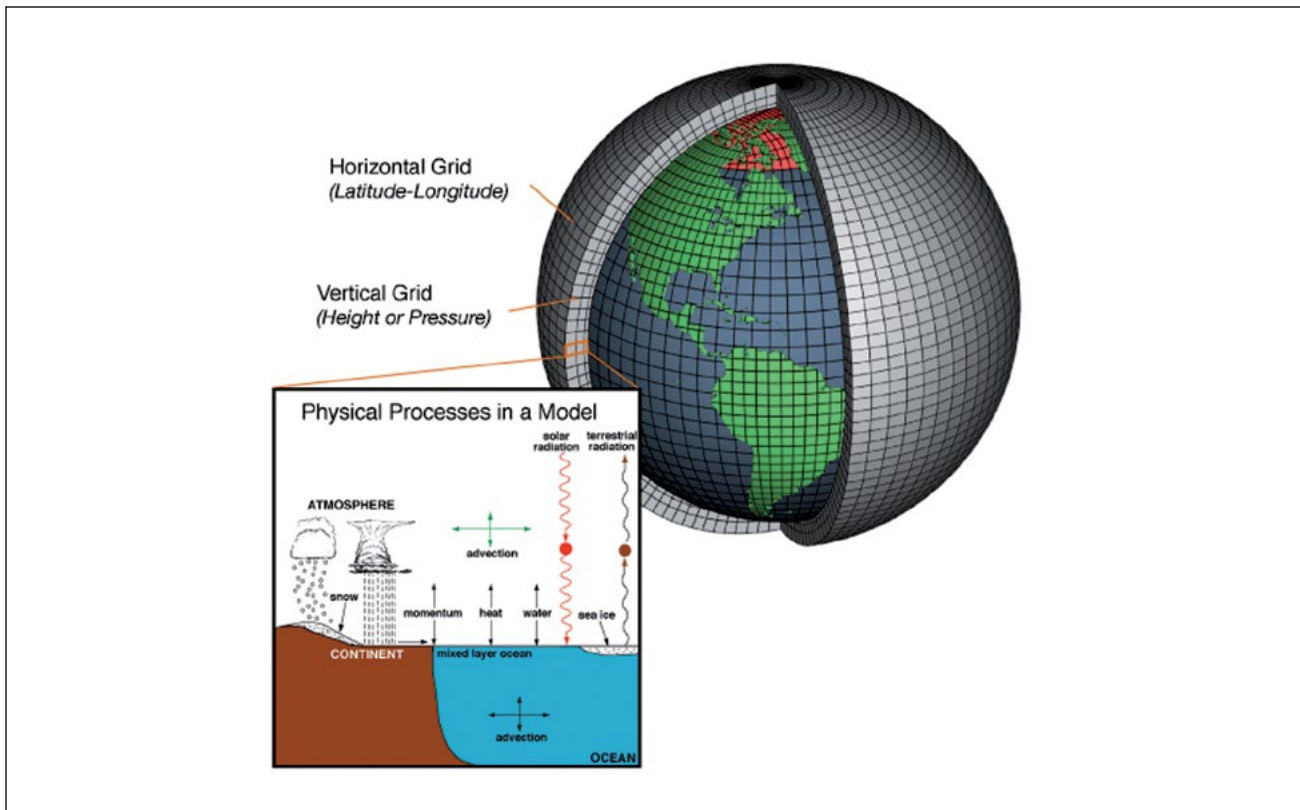 Horizontal Grid
(Latitude-Longitude)
Vertical Grid
(Height or Pressure)
Physical Processes in a Model
solar
radiation
terrestrial
radiation
ATMOSPHERE
advection
snow
momentum
heat
water
sea ice
CONTINENT
mixed layer ocean
advection
OCEAN